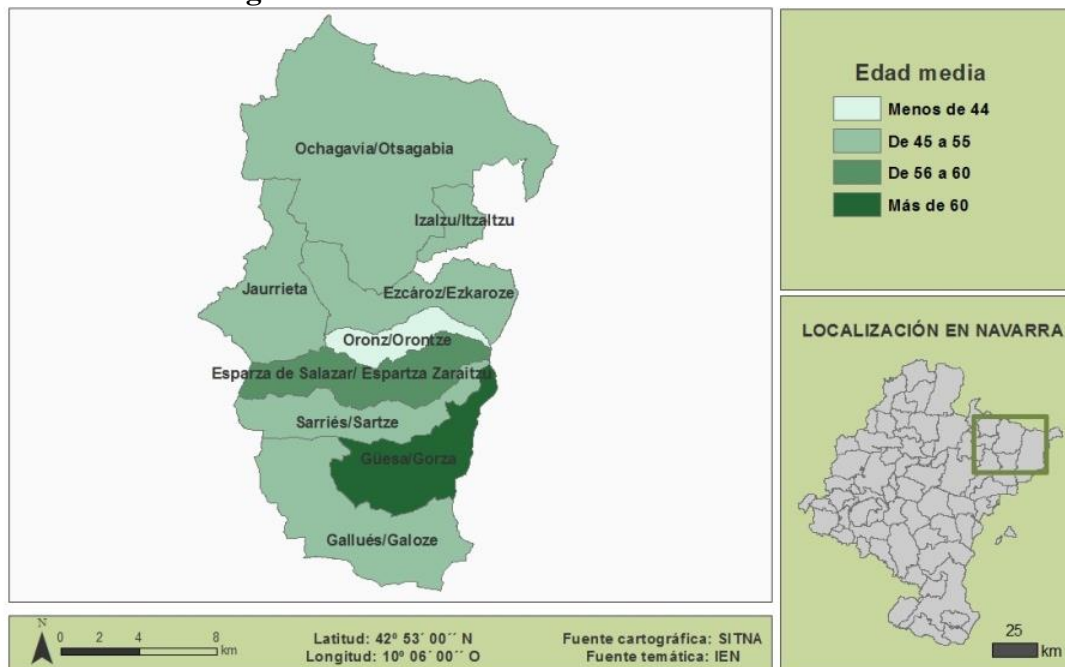 Ochagavía/Otsagabia
Izalzu/Itzaltzu
Jaurrieta
Ezcároz/Ezkaroze
Oronz/Orontze
Esparza de Salazar/ Espartza Zaraitzu
Sarriés/Sartze
Güesa/Gorza
Gallués/Galoze
Edad media
Menos de 44
De 45 a 55
De 56 a 60
Más de 60
LOCALIZACIÓN EN NAVARRA
25
km
N
0 2 4 8
km
Latitud: 42º 53´ 00´´ N
Longitud: 10º 06´ 00´´ O
Fuente cartográfica: SITNA
Fuente temática: IEN